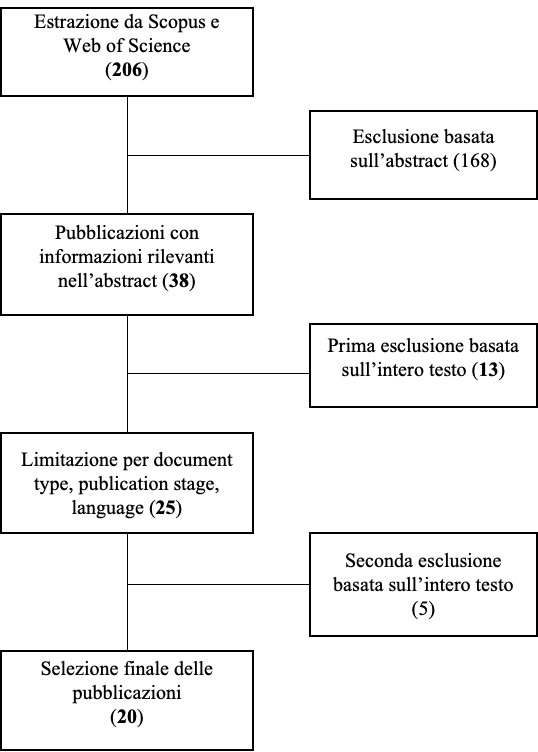 Estrazione da Scopus e
Web of Science
(206)
Esclusione basata
sull'abstract (168)
Pubblicazioni con
informazioni rilevanti
nell'abstract (38)
Prima esclusione basata
sull'intero testo (13)
Limitazione per document
type, publication stage,
language (25)
Seconda esclusione
basata sull'intero testo
(5)
Selezione finale delle
pubblicazioni
(20)